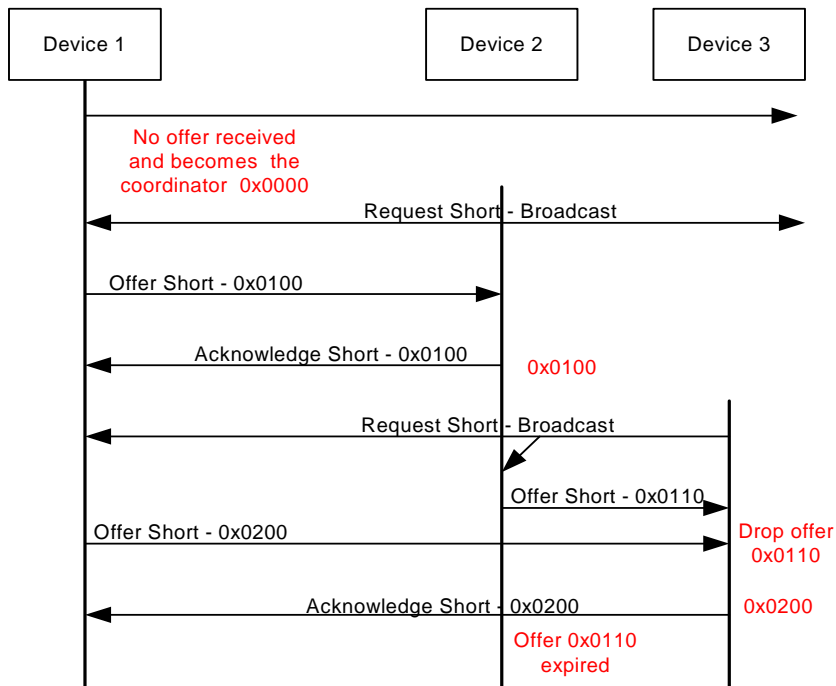 Device 1
Device 2
Device 3
No offer received
and becomes the
coordinator 0x0000
Request Short - Broadcast
Offer Short - 0x0100
Acknowledge Short - 0x0100
0x0100
Request Short - Broadcast
Offer Short - 0x0110
Offer Short - 0x0200
Drop offer
0x0110
Acknowledge Short - 0x0200
0x0200
Offer 0x0110
expired